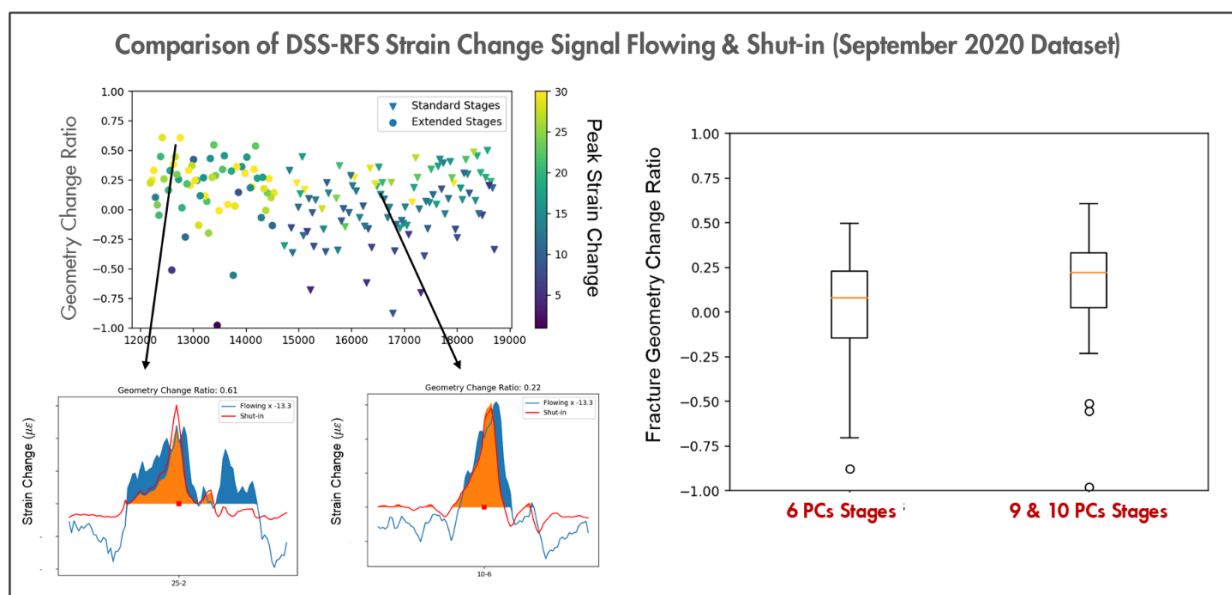 Comparison of DSS-RFS Strain Change Signal Flowing & Shut-in (September 2020 Dataset)
Geometry Change Ratio
1.00
0.75
0.50
0.25
0.00
−0.25
−0.50
−0.75
−1.00
12000 13000 14000 15000 16000 17000 18000 19000
Standard Stages
Extended Stages
30
25
20
15
10
5
Peak Strain Change
Geometry Change Ratio: 0.61
Flowing x -13.3
Shut-in
Strain Change (με)
25-2
Geometry Change Ratio: 0.22
Flowing x -13.3
Shut-in
Strain Change (με)
10-6
Fracture Geometry Change Ratio
1.00
0.75
0.50
0.25
0.00
−0.25
−0.50
−0.75
−1.00
6 PCs Stages
9 & 10 PCs Stages